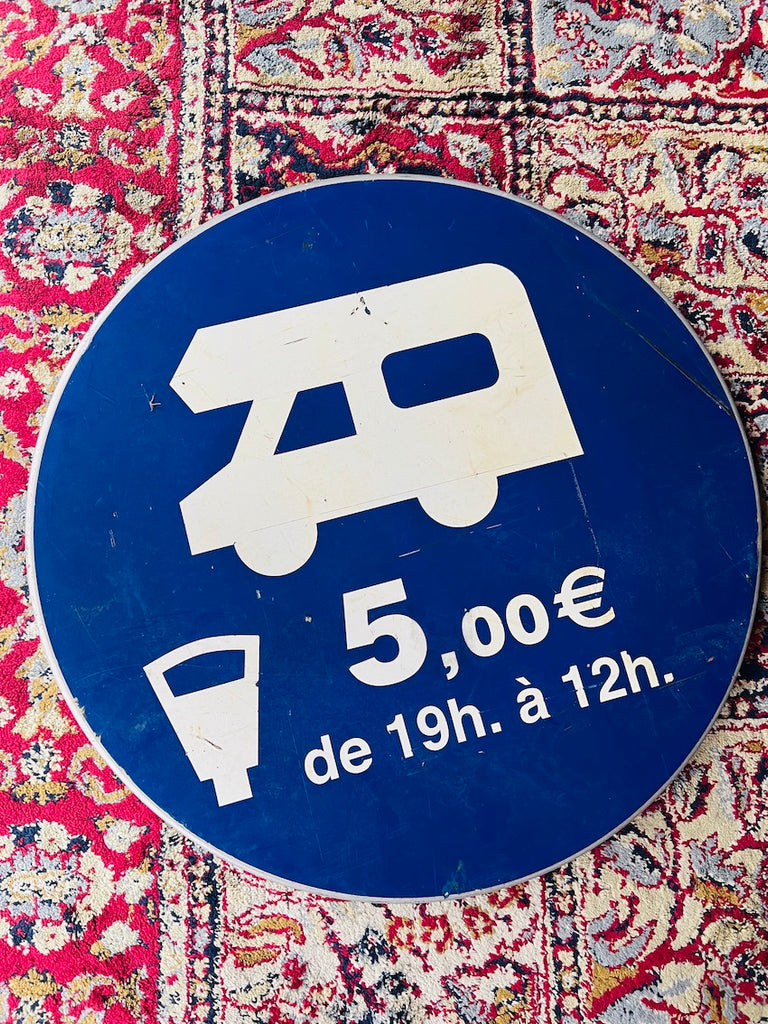 5,00€
de 19h. à 12h.